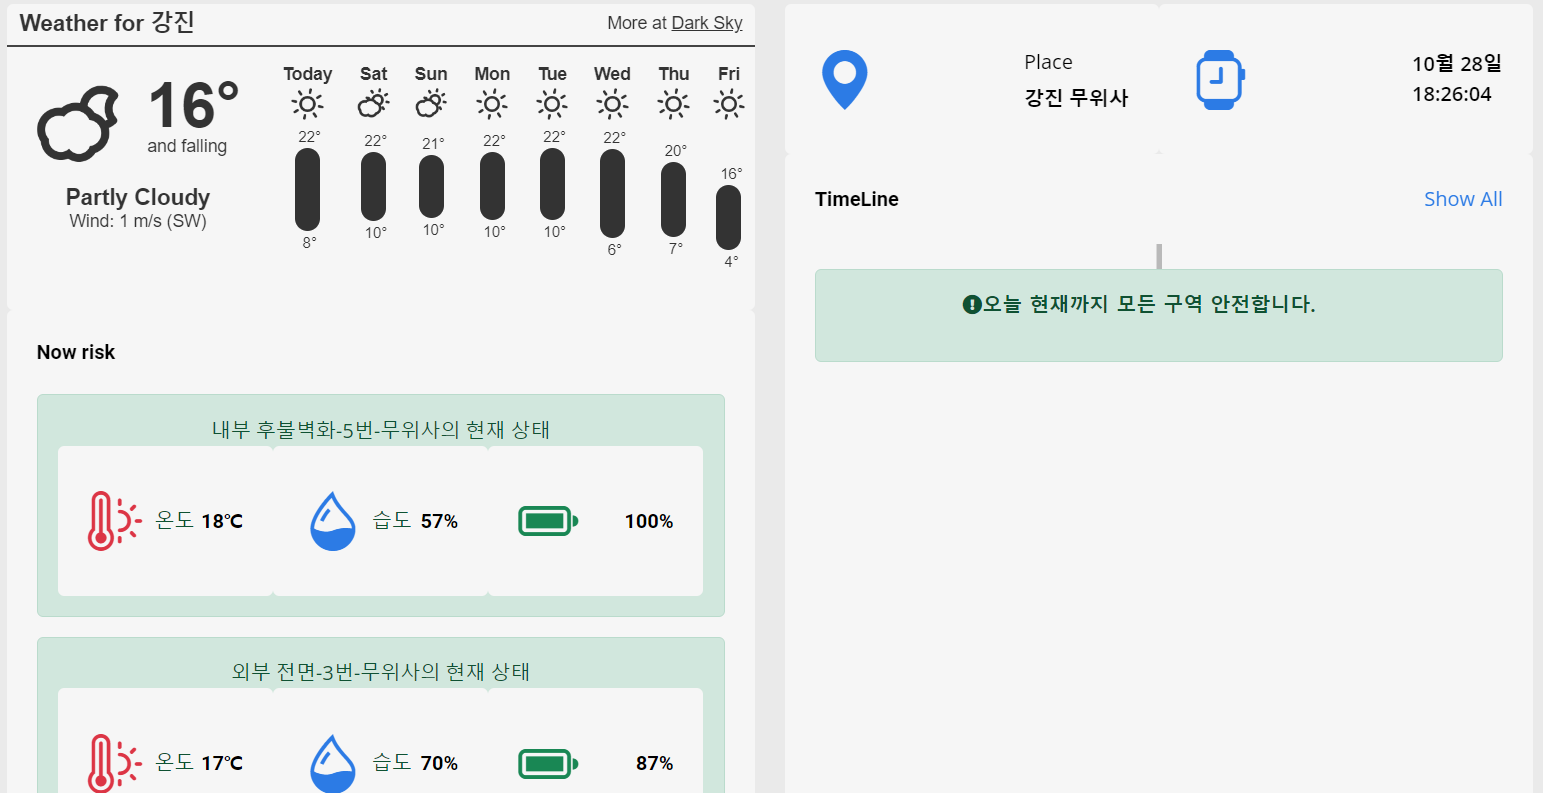 Weather for 강진
More at Dark Sky
16°
and falling
Partly Cloudy
Wind: 1 m/s (SW)
Today Sat Sun Mon Tue Wed Thu Fri
22° 22° 21° 22° 22° 22° 20° 16°
8° 10° 10° 10° 10° 6° 7° 4°
Now risk
내부 후불벽화-5번-무위사의 현재 상태
온도 18℃ 습도 57% 100%
외부 전면-3번-무위사의 현재 상태
온도 17℃ 습도 70% 87%
Place
강진 무위사
10월 28일
18:26:04
TimeLine
Show All
오늘 현재까지 모든 구역 안전합니다.